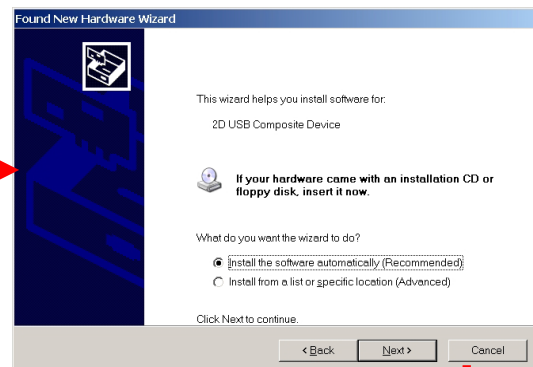 Found New Hardware Wizard
This wizard helps you install software for:
2D USB Composite Device
If your hardware came with an installation CD or
floppy disk, insert it now.
What do you want the wizard to do?
Install the software automatically (Recommended)
Install from a list or specific location (Advanced)
Click Next to continue.
< Back Next > Cancel